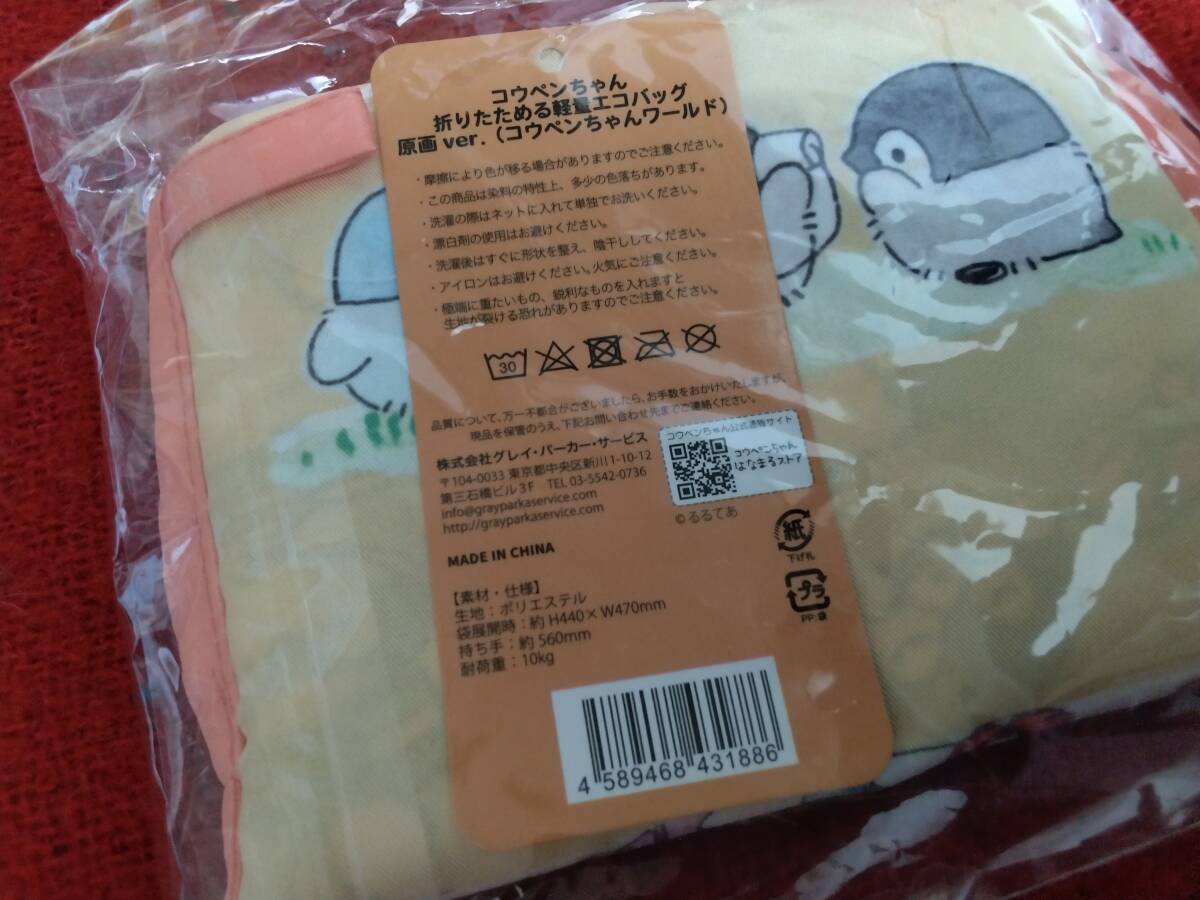 コウペンちゃん
折りたためる軽量エコバッグ
原画 ver.（コウペンちゃんワールド）
・摩擦により色が移る場合がありますのでご注意ください。
・この商品は染料の特性上、多少の色落ちがあります。
・洗濯の際はネットに入れて単独でお洗いください。
・漂白剤の使用はお避けください。
・洗濯後はすぐに形状を整え、陰干ししてください。
・アイロンはお避けください。火気にご注意ください。
・極端に重たいもの、鋭利なものを入れますと
生地が裂ける恐れがありますのでご注意ください。
30
品質について、万一不都合がございましたら、お手数をおかけいたしますが、
現品を保管のうえ、下記お問い合わせ先までご連絡ください。
株式会社グレイ・パーカー・サービス
〒104-0033 東京都中央区新川1-10-12
第三石橋ビル3F TEL 03-5542-0736
info@grayparkaservice.com
http://grayparkaservice.com
コウペンちゃん公式通販サイト
コウペンちゃん
はなまるストア
©るるてあ
MADE IN CHINA
紙
下げ札
プラ
PP:袋
【素材・仕様】
生地：ポリエステル
袋展開時：約 H440×W470mm
持ち手：約 560mm
耐荷重：10kg
4 589468 431886